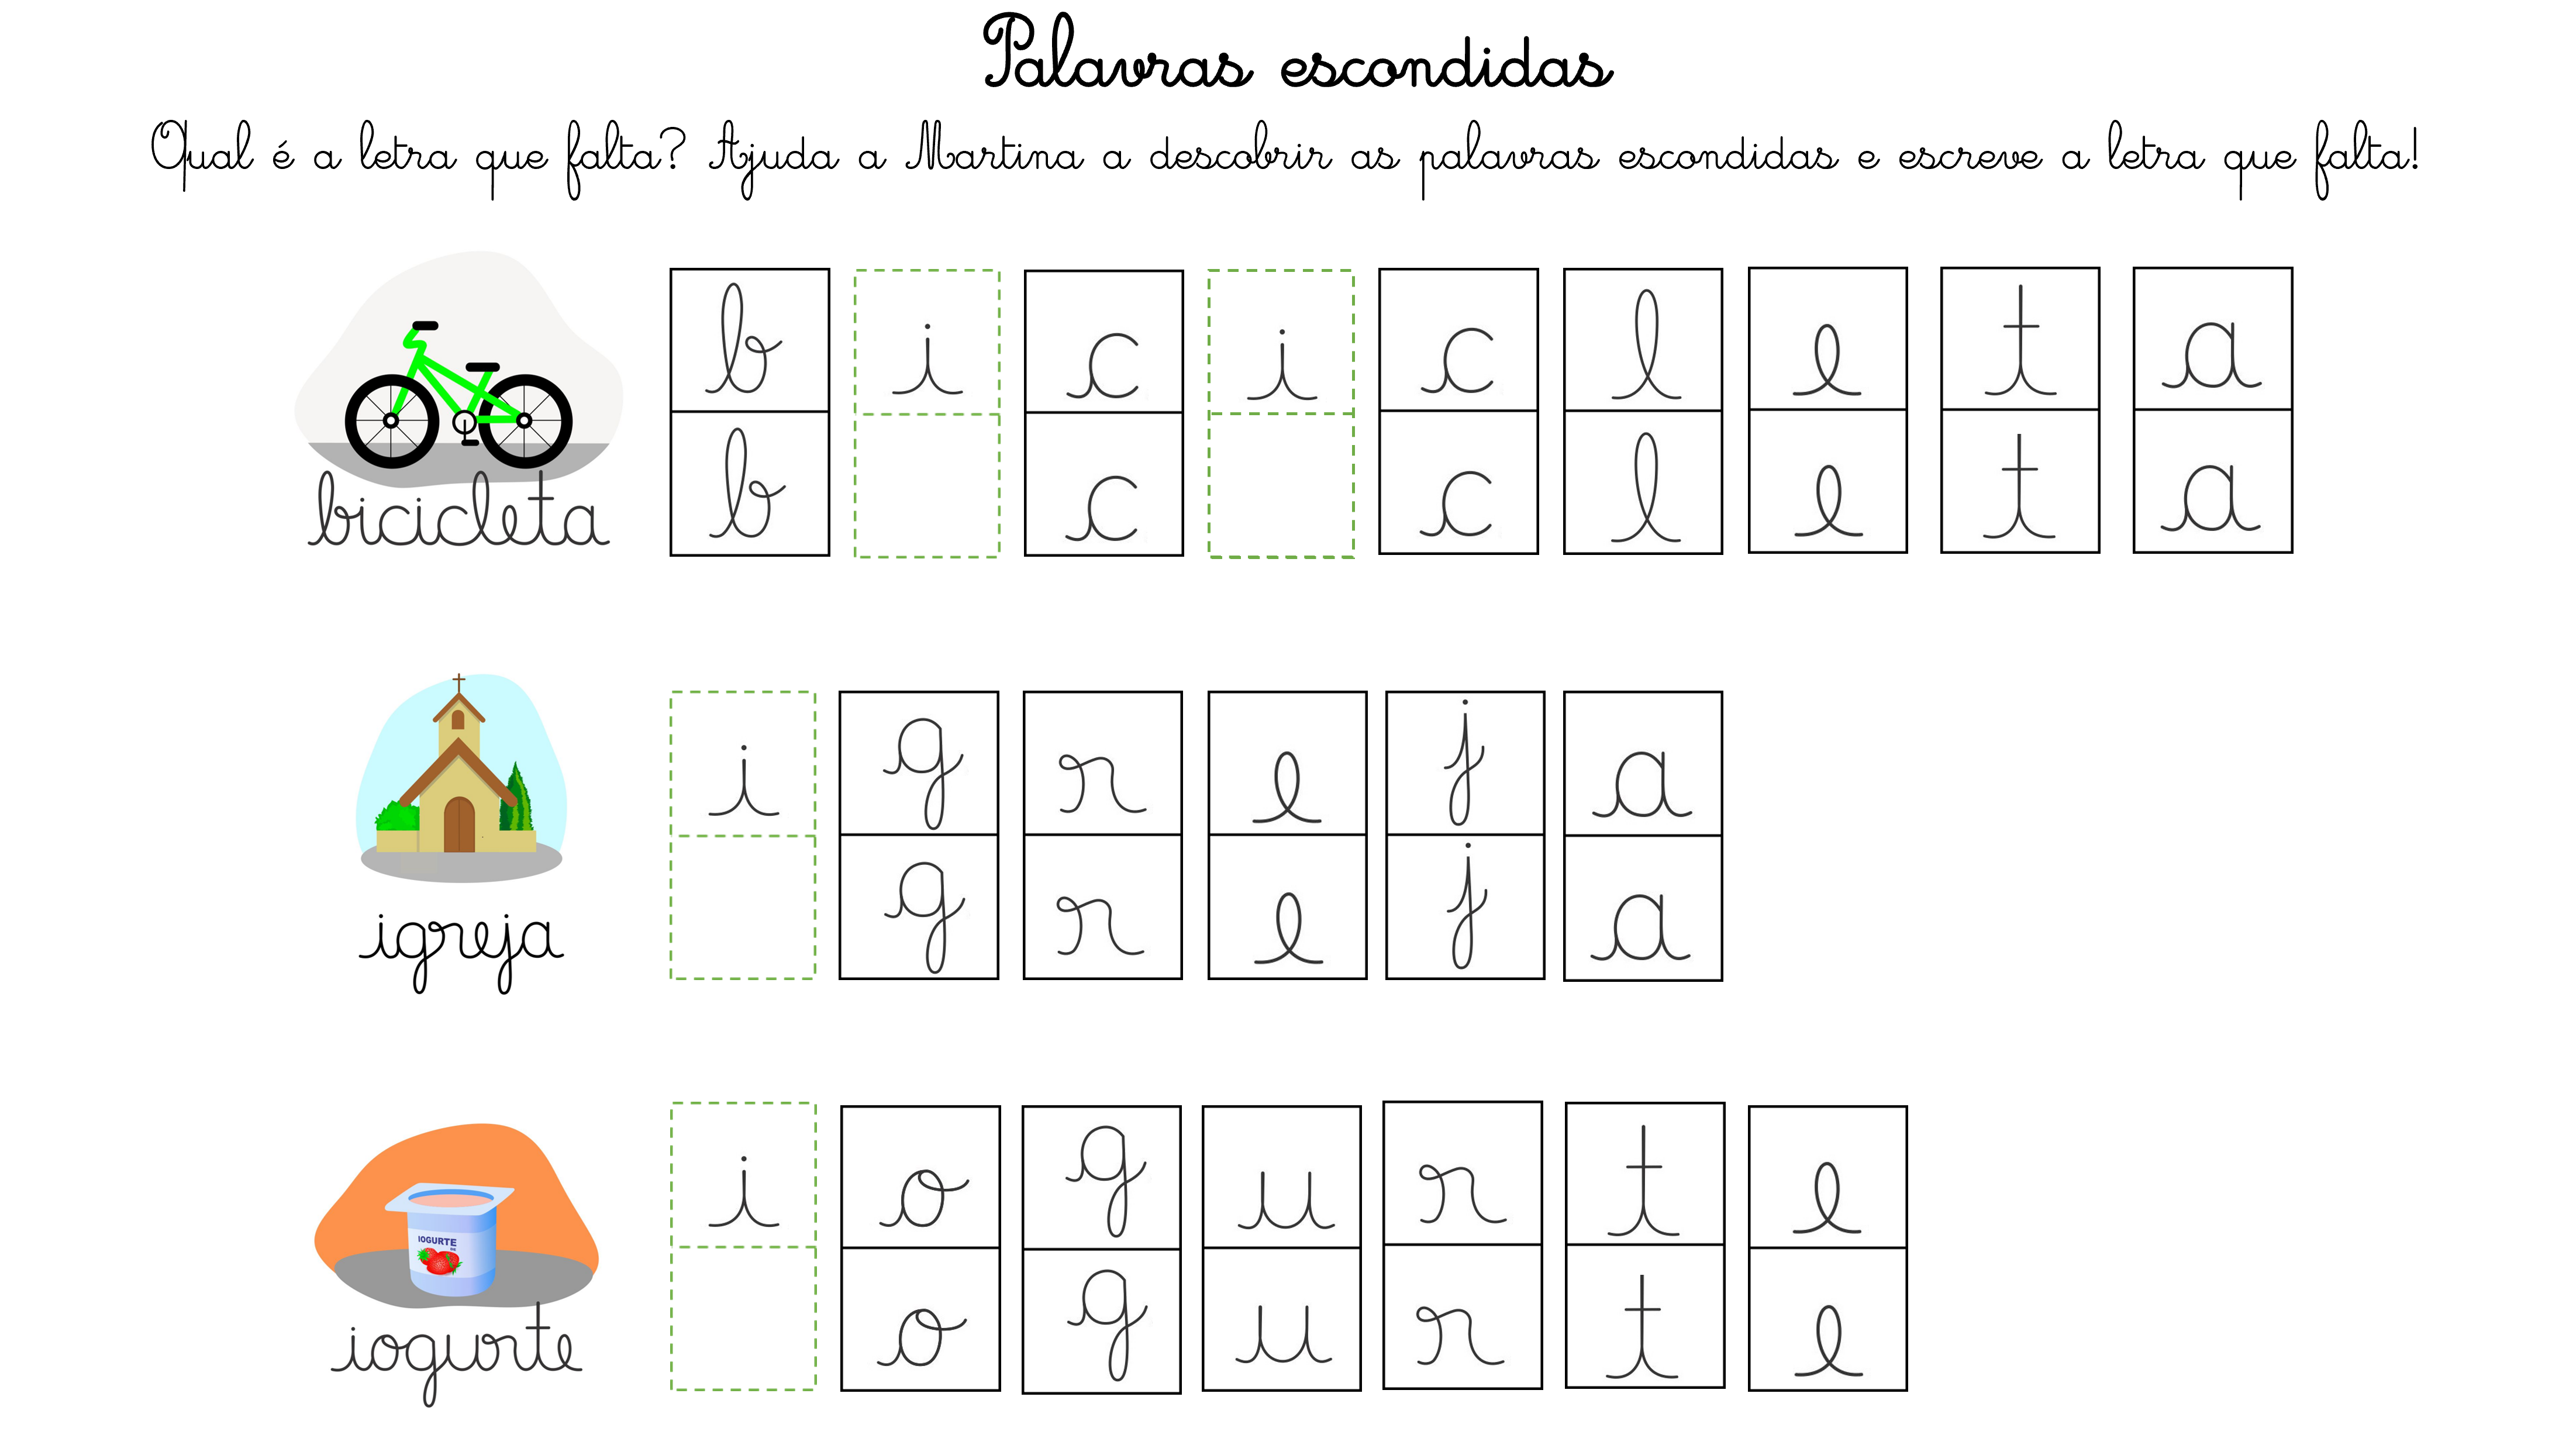 Palavras escondidas
Qual é a letra que falta? Ajuda a Martina a descobrir as palavras escondidas e escreve a letra que falta!
b i c i c l e t a
b c c l e t a
bicicleta
i g r e j a
g r e j a
igreja
i o g u r t e
IOGURTE
o g u r t e
iogurte